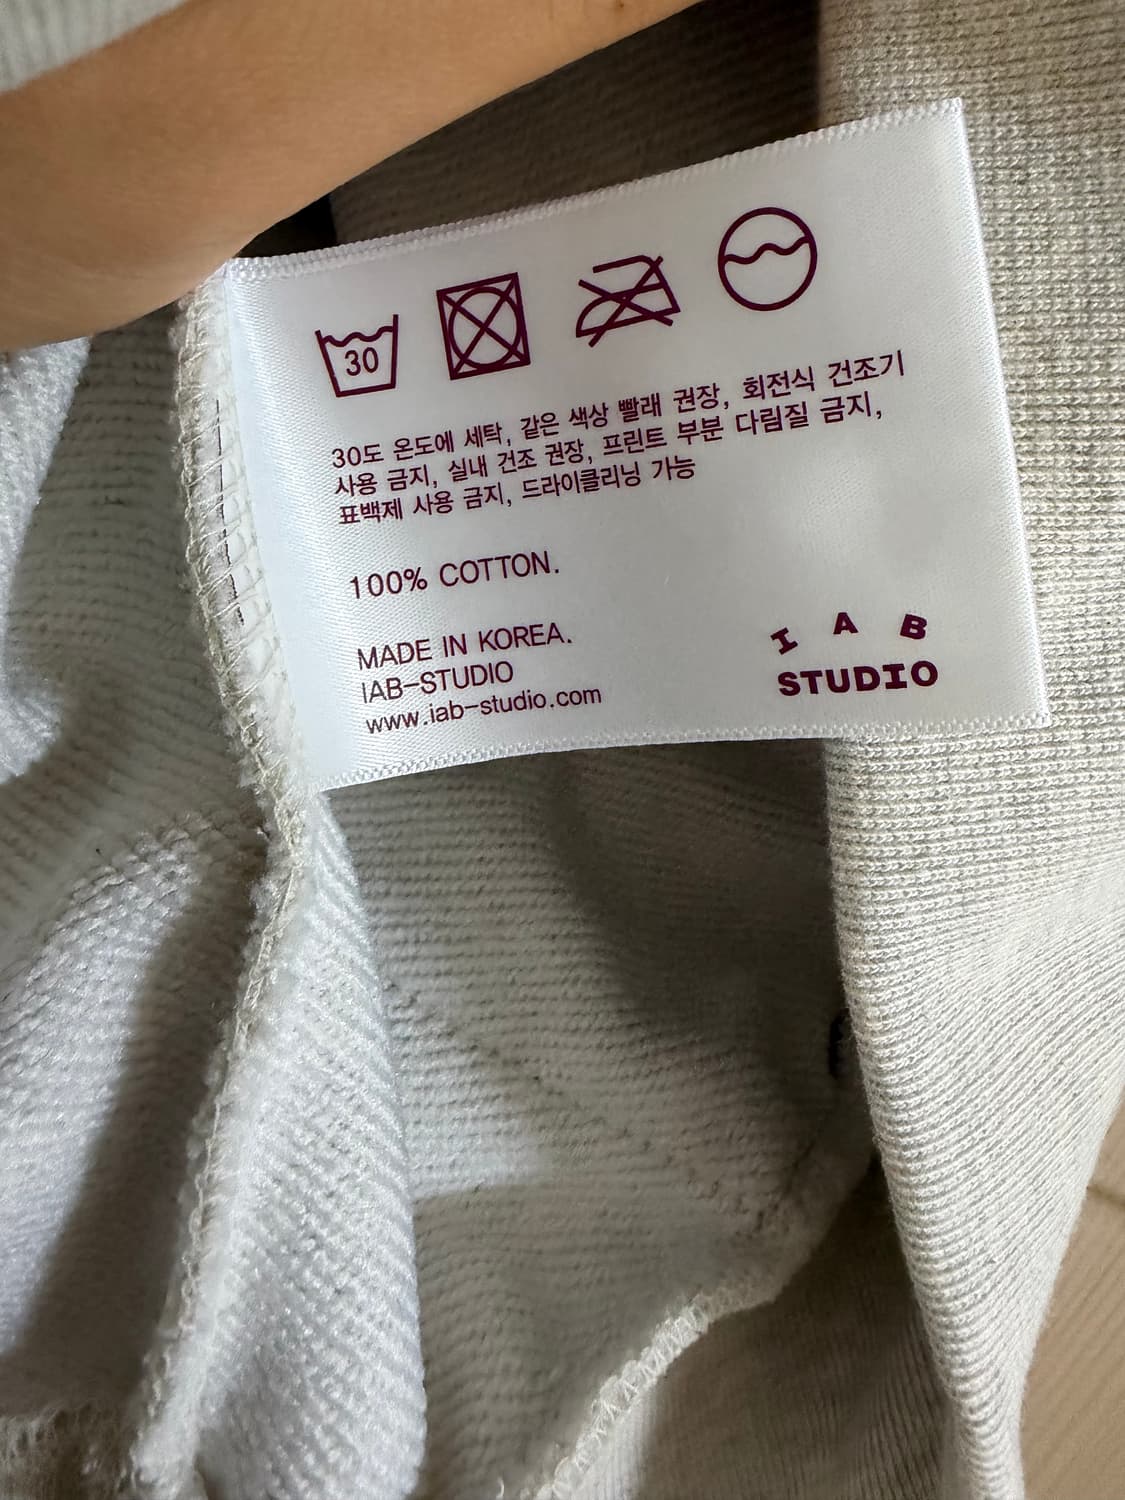 30
30도 온도에 세탁, 같은 색상 빨래 권장, 회전식 건조기
사용 금지, 실내 건조 권장, 프린트 부분 다림질 금지,
표백제 사용 금지, 드라이클리닝 가능
100% COTTON.
MADE IN KOREA.
IAB-STUDIO
www.iab-studio.com
I A B
STUDIO